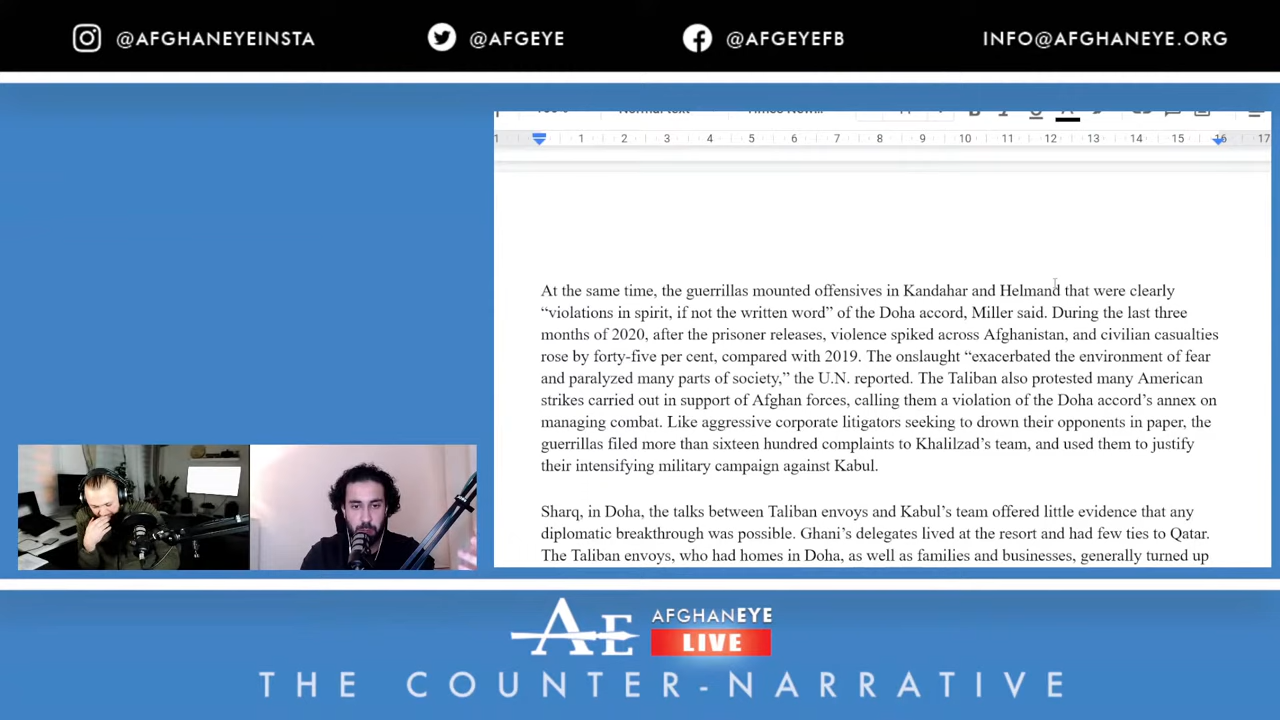 @AFGHANEYEINSTA
@AFGEYE
@AFGEYEFB
INFO@AFGHANEYE.ORG
1 1 2 3 4 5 6 7 8 9 10 11 12 13 14 15 16 17
At the same time, the guerrillas mounted offensives in Kandahar and Helmand that were clearly
“violations in spirit, if not the written word” of the Doha accord, Miller said. During the last three
months of 2020, after the prisoner releases, violence spiked across Afghanistan, and civilian casualties
rose by forty-five per cent, compared with 2019. The onslaught “exacerbated the environment of fear
and paralyzed many parts of society,” the U.N. reported. The Taliban also protested many American
strikes carried out in support of Afghan forces, calling them a violation of the Doha accord’s annex on
managing combat. Like aggressive corporate litigators seeking to drown their opponents in paper, the
guerrillas filed more than sixteen hundred complaints to Khalilzad’s team, and used them to justify
their intensifying military campaign against Kabul.
Sharq, in Doha, the talks between Taliban envoys and Kabul’s team offered little evidence that any
diplomatic breakthrough was possible. Ghani’s delegates lived at the resort and had few ties to Qatar.
The Taliban envoys, who had homes in Doha, as well as families and businesses, generally turned up
AE
AFGHANEYE
LIVE
THE COUNTER-NARRATIVE